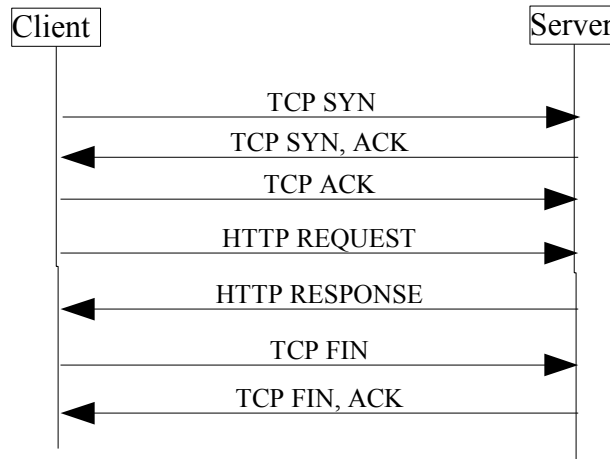 Client
Server
TCP SYN
TCP SYN, ACK
TCP ACK
HTTP REQUEST
HTTP RESPONSE
TCP FIN
TCP FIN, ACK